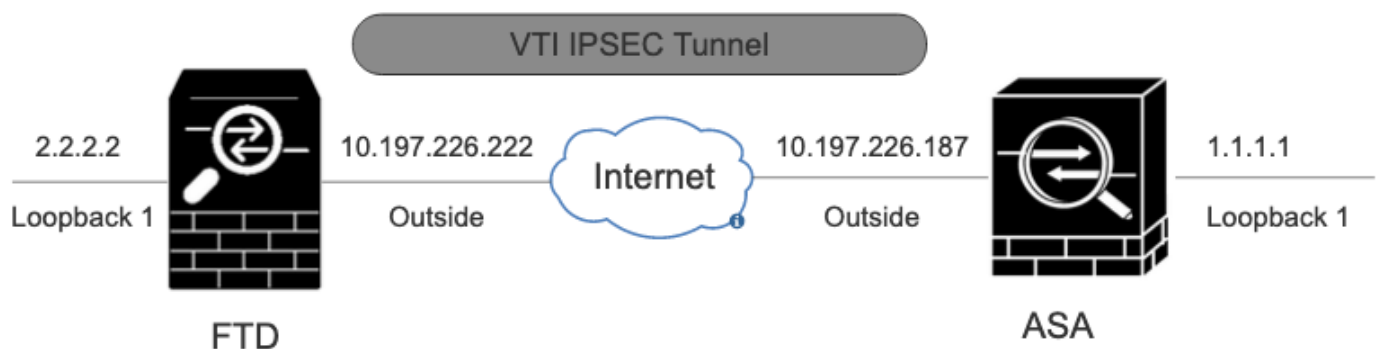 VTI IPSEC Tunnel
2.2.2.2
10.197.226.222
Internet
10.197.226.187
1.1.1.1
Loopback 1
Outside
Outside
Loopback 1
FTD
ASA